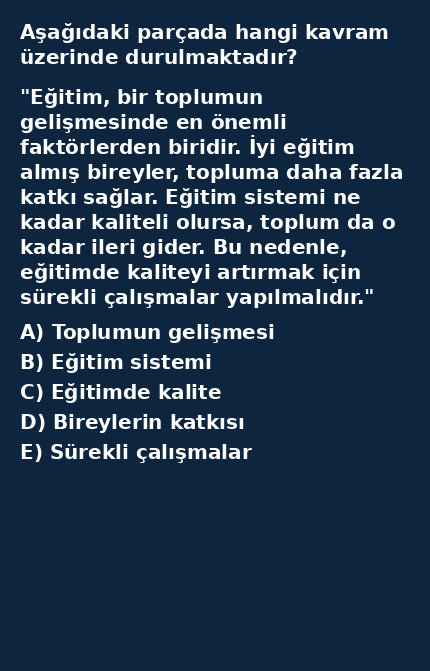 Aşağıdaki parçada hangi kavram
üzerinde durulmaktadır?
"Eğitim, bir toplumun
gelişmesinde en önemli
faktörlerden biridir. İyi eğitim
almış bireyler, topluma daha fazla
katkı sağlar. Eğitim sistemi ne
kadar kaliteli olursa, toplum da o
kadar ileri gider. Bu nedenle,
eğitimde kaliteyi artırmak için
sürekli çalışmalar yapılmalıdır."
A) Toplumun gelişmesi
B) Eğitim sistemi
C) Eğitimde kalite
D) Bireylerin katkısı
E) Sürekli çalışmalar